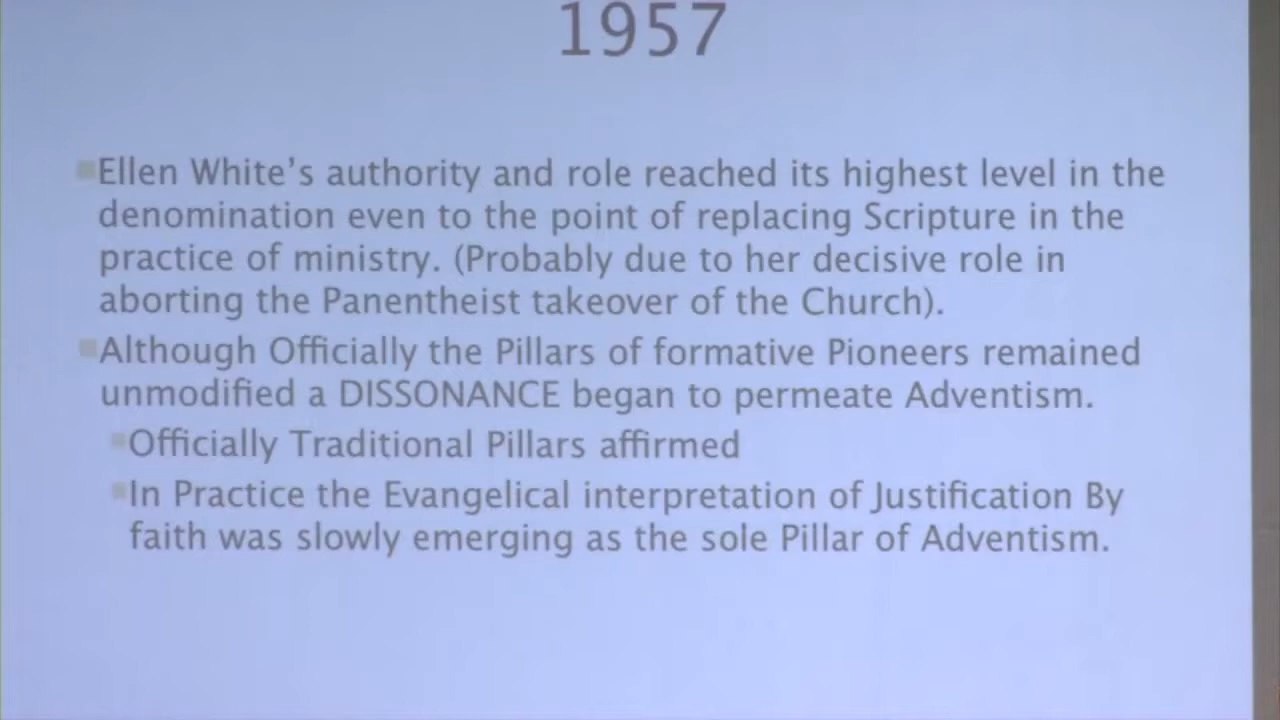 1957
Ellen White's authority and role reached its highest level in the
denomination even to the point of replacing Scripture in the
practice of ministry. (Probably due to her decisive role in
aborting the Panentheist takeover of the Church).
Although Officially the Pillars of formative Pioneers remained
unmodified a DISSONANCE began to permeate Adventism.
Officially Traditional Pillars affirmed
In Practice the Evangelical interpretation of Justification By
faith was slowly emerging as the sole Pillar of Adventism.